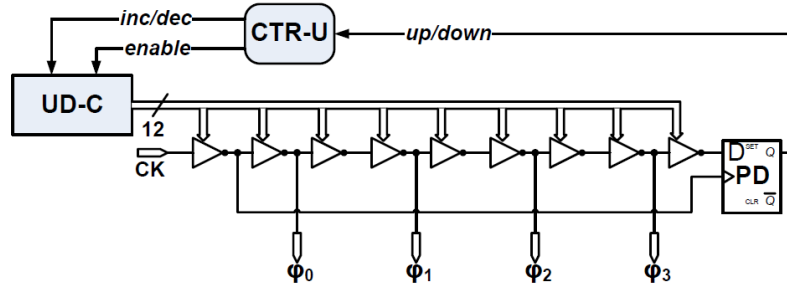 inc/dec
CTR-U
up/down
enable
UD-C
12
CK
D SET Q
PD
CLR Q
φ0
φ1
φ2
φ3